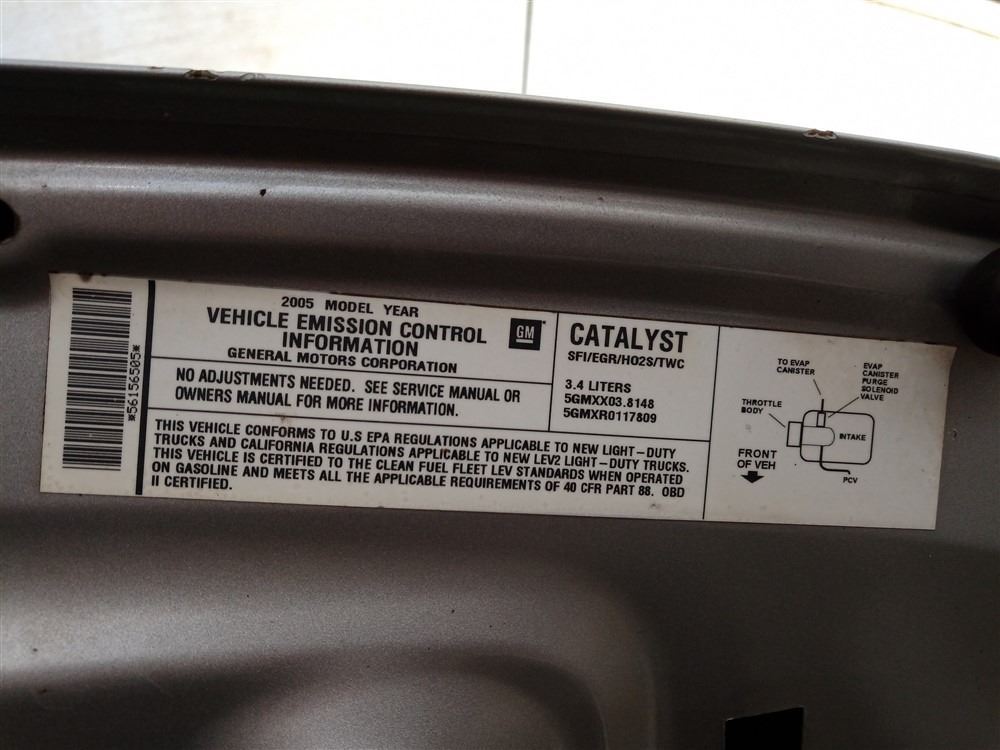 *56156505*
2005 MODEL YEAR
VEHICLE EMISSION CONTROL
INFORMATION
GENERAL MOTORS CORPORATION
GM
NO ADJUSTMENTS NEEDED. SEE SERVICE MANUAL OR
OWNERS MANUAL FOR MORE INFORMATION.
CATALYST
SFI/EGR/HO2S/TWC
3.4 LITERS
5GMXX03.8148
5GMXR0117809
THIS VEHICLE CONFORMS TO U.S EPA REGULATIONS APPLICABLE TO NEW LIGHT-DUTY
TRUCKS AND CALIFORNIA REGULATIONS APPLICABLE TO NEW LEV2 LIGHT-DUTY TRUCKS.
THIS VEHICLE IS CERTIFIED TO THE CLEAN FUEL FLEET LEV STANDARDS WHEN OPERATED
ON GASOLINE AND MEETS ALL THE APPLICABLE REQUIREMENTS OF 40 CFR PART 88. OBD
II CERTIFIED.
TO EVAP
CANISTER
EVAP
CANISTER
PURGE
SOLENOID
VALVE
THROTTLE
BODY
INTAKE
FRONT
OF VEH
PCV